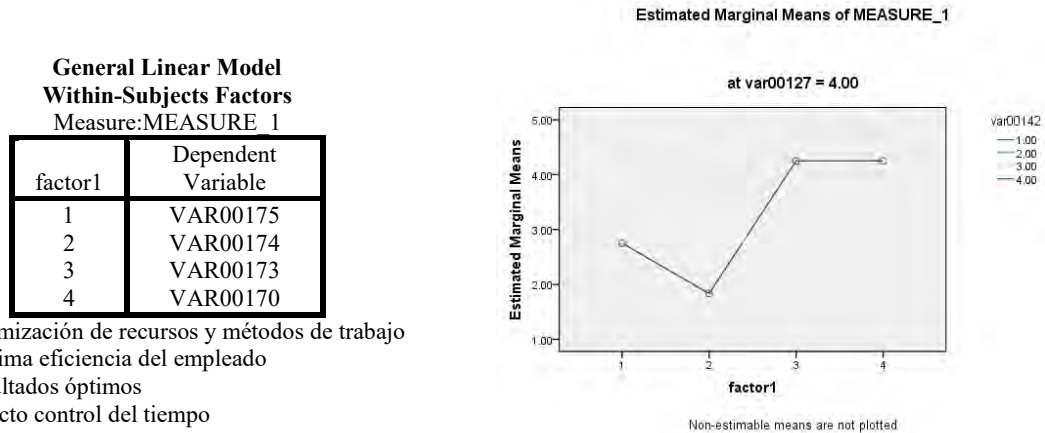 General Linear Model
Within-Subjects Factors
Measure:MEASURE_1
factor1 Dependent Variable
1 VAR00175
2 VAR00174
3 VAR00173
4 VAR00170
mización de recursos y métodos de trabajo
ima eficiencia del empleado
ultados óptimos
cto control del tiempo
Estimated Marginal Means of MEASURE_1
at var00127 = 4.00
Estimated Marginal Means
5.00
4.00
3.00
2.00
1.00
1 2 3 4
factor1
Non-estimable means are not plotted
var00142
1.00
2.00
3.00
4.00